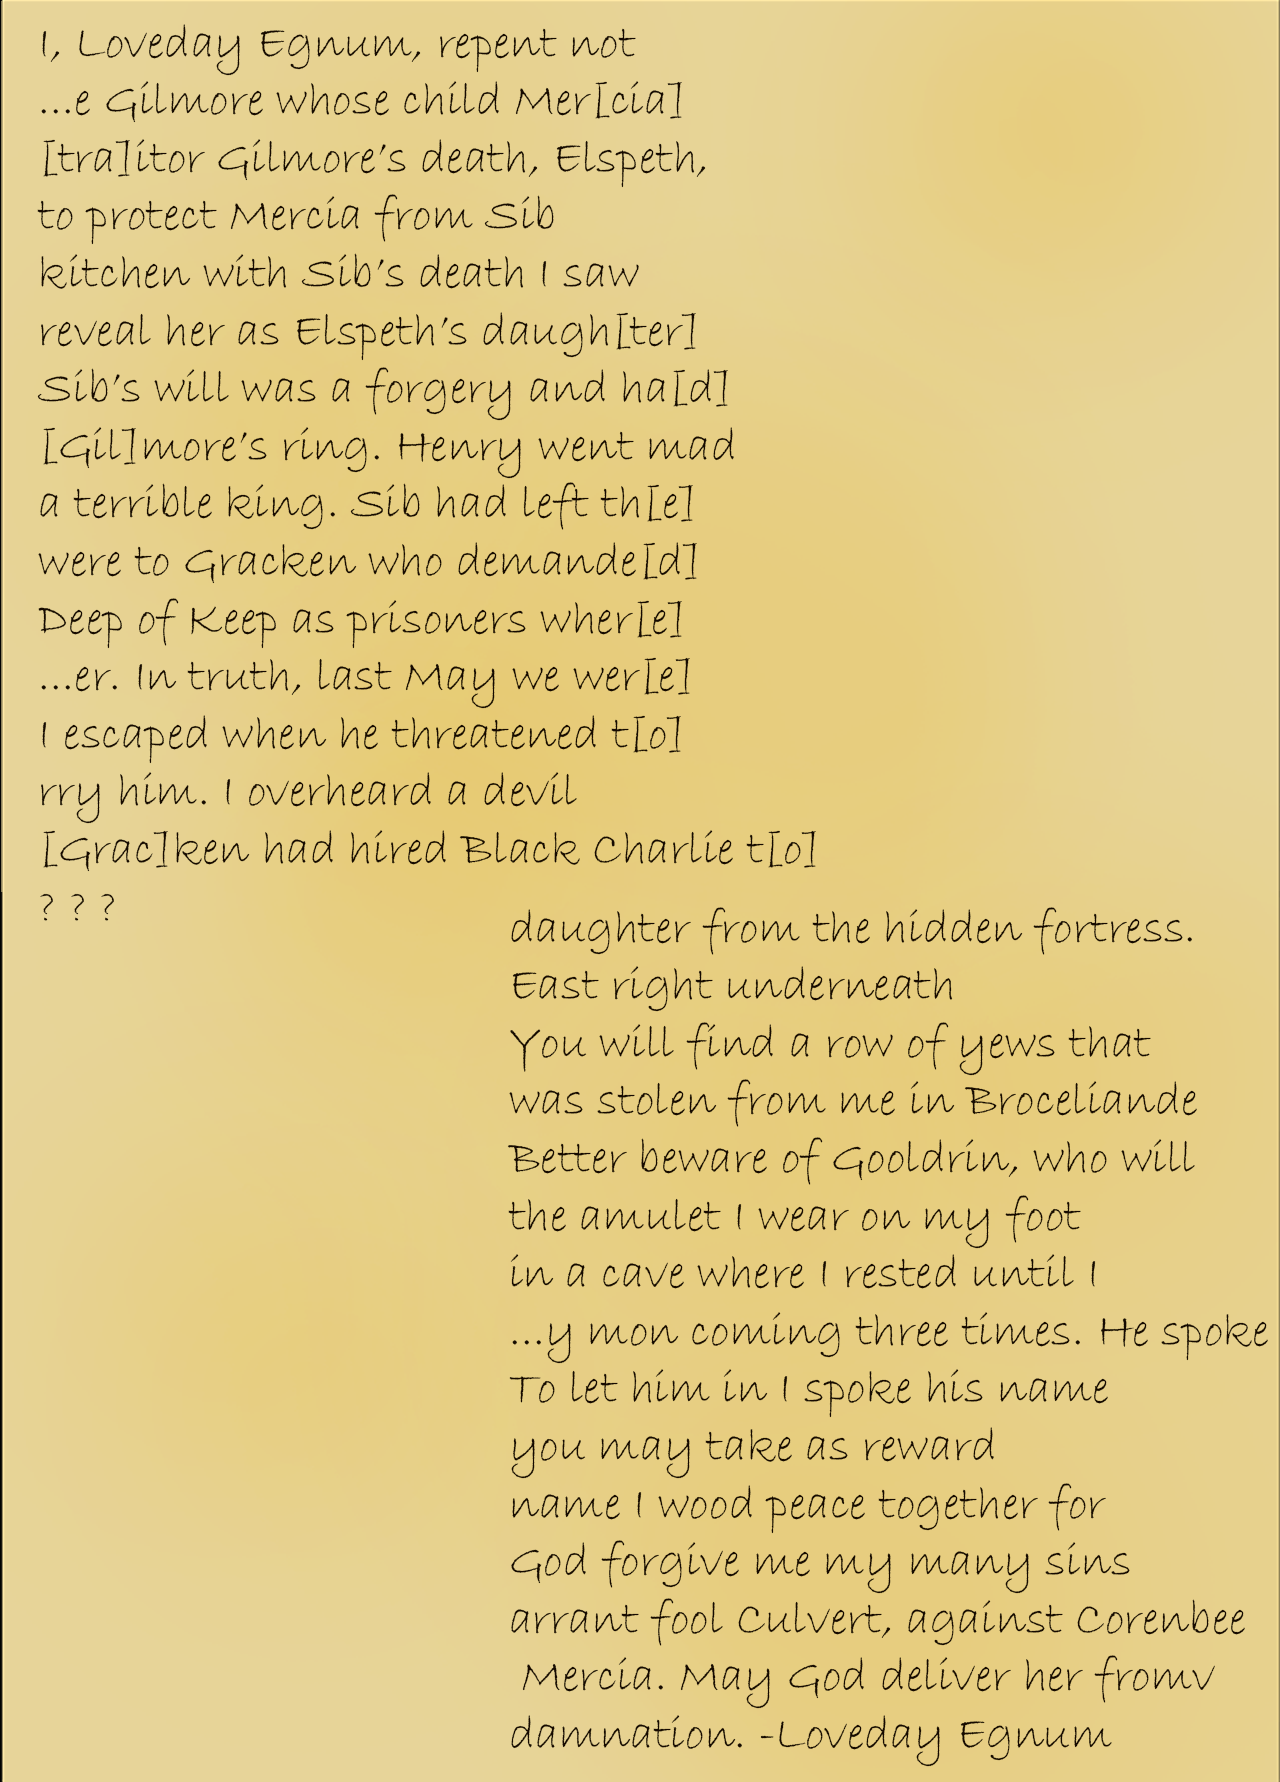 I, Loveday Egnum, repent not
...e Gilmore whose child Mer[cia]
[tra]itor Gilmore's death, Elspeth,
to protect Mercia from Sib
kitchen with Sib's death I saw
reveal her as Elspeth's daugh[ter]
Sib's will was a forgery and ha[d]
[Gil]more's ring. Henry went mad
a terrible king. Sib had left th[e]
were to Gracken who demande[d]
Deep of Keep as prisoners wher[e]
...er. In truth, last May we wer[e]
I escaped when he threatened t[o]
rry him. I overheard a devil
[Grac]ken had hired Black Charlie t[o]
? ? ?
daughter from the hidden fortress.
East right underneath
You will find a row of yews that
was stolen from me in Broceliande
Better beware of Gooldrin, who will
the amulet I wear on my foot
in a cave where I rested until I
...y mon coming three times. He spoke
To let him in I spoke his name
you may take as reward
name I wood peace together for
God forgive me my many sins
arrant fool Culvert, against Corenbee
Mercia. May God deliver her fromv
damnation. -Loveday Egnum